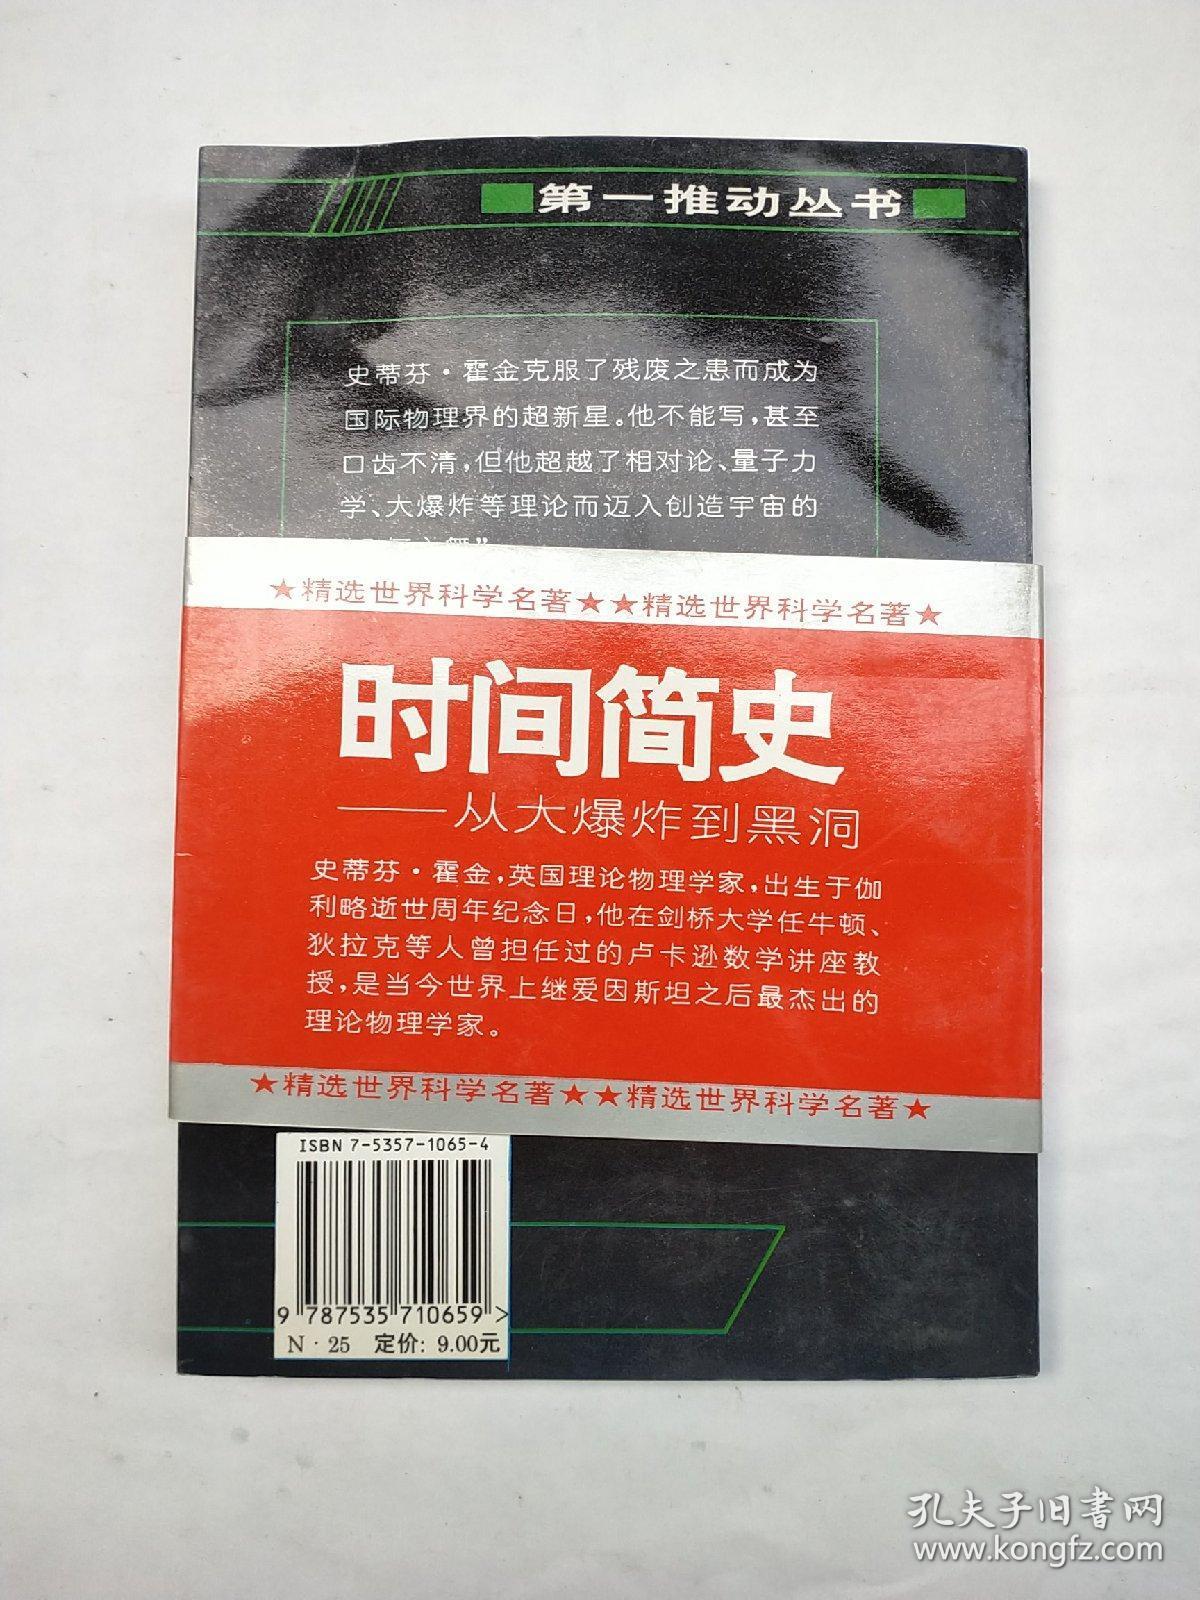 第一推动丛书
史蒂芬·霍金克服了残废之患而成为
国际物理界的超新星。他不能写，甚至
口齿不清，但他超越了相对论、量子力
学、大爆炸等理论而迈入创造宇宙的
★精选世界科学名著★★精选世界科学名著★
时间简史
——从大爆炸到黑洞
史蒂芬·霍金，英国理论物理学家，出生于伽
利略逝世周年纪念日，他在剑桥大学任牛顿、
狄拉克等人曾担任过的卢卡逊数学讲座教
授，是当今世界上继爱因斯坦之后最杰出的
理论物理学家。
★精选世界科学名著★★精选世界科学名著★
ISBN 7-5357-1065-4
9 787535 710659 >
N·25 定价: 9.00元
孔夫子旧书网
www.kongfz.com